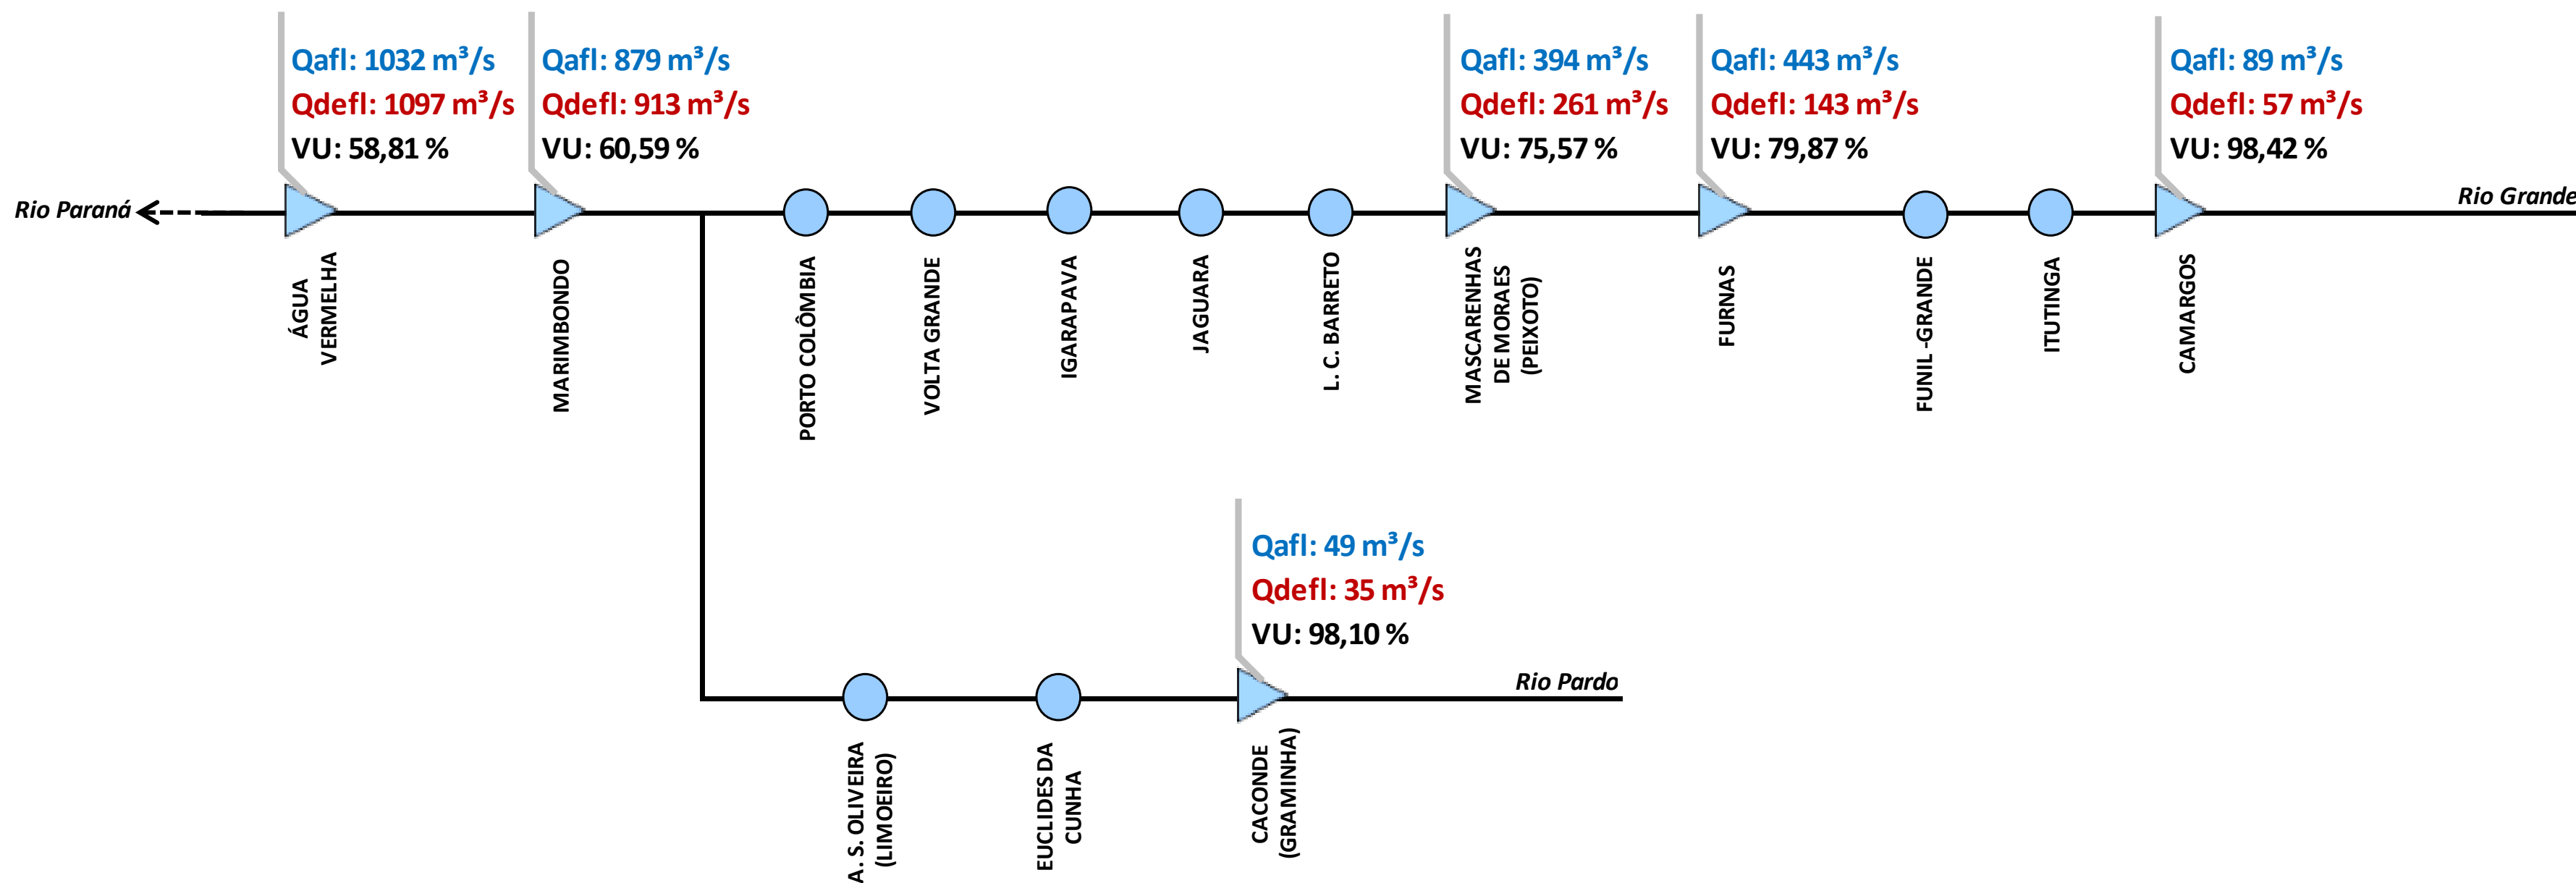 Qafl: 1032 m³/s
Qdefl: 1097 m³/s
VU: 58,81 %
Qafl: 879 m³/s
Qdefl: 913 m³/s
VU: 60,59 %
Qafl: 394 m³/s
Qdefl: 261 m³/s
VU: 75,57 %
Qafl: 443 m³/s
Qdefl: 143 m³/s
VU: 79,87 %
Qafl: 89 m³/s
Qdefl: 57 m³/s
VU: 98,42 %
Rio Paraná
Rio Grande
ÁGUA
VERMELHA
MARIMBONDO
PORTO COLÔMBIA
VOLTA GRANDE
IGARAPAVA
JAGUARA
L. C. BARRETO
MASCARENHAS
DE MORAES
(PEIXOTO)
FURNAS
FUNIL -GRANDE
ITUTINGA
CAMARGOS
Qafl: 49 m³/s
Qdefl: 35 m³/s
VU: 98,10 %
Rio Pardo
A. S. OLIVEIRA
(LIMOEIRO)
EUCLIDES DA
CUNHA
CACONDE
(GRAMINHA)